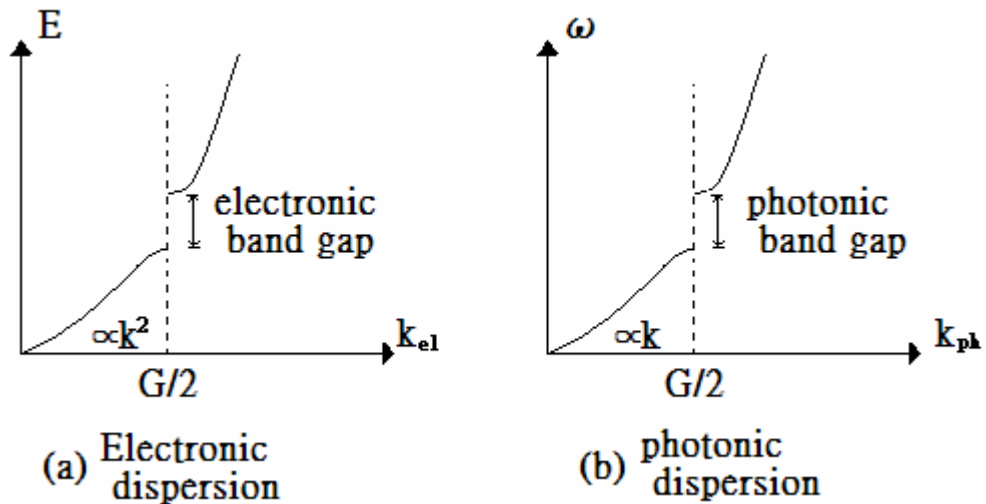 E
electronic
band gap
∝k²
k_el
G/2
(a) Electronic
dispersion
ω
photonic
band gap
∝k
k_ph
G/2
(b) photonic
dispersion